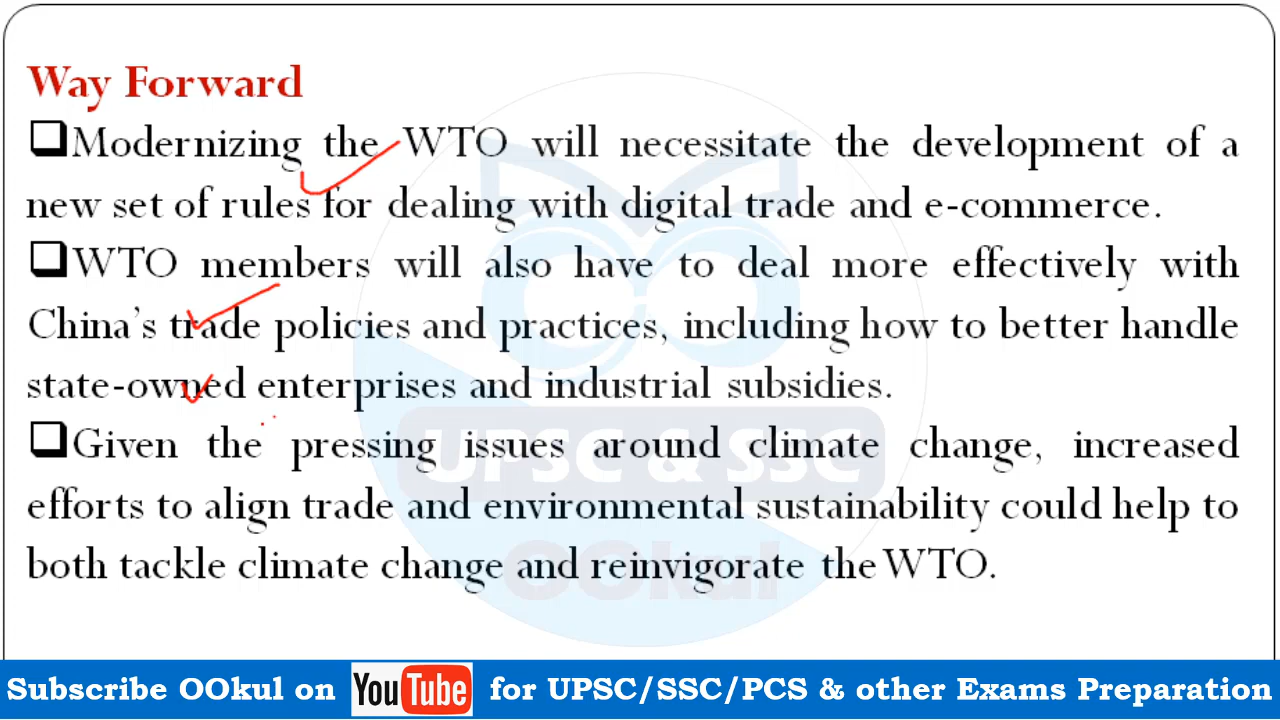 Way Forward
❑Modernizing the WTO will necessitate the development of a
new set of rules for dealing with digital trade and e-commerce.
❑WTO members will also have to deal more effectively with
China's trade policies and practices, including how to better handle
state-owned enterprises and industrial subsidies.
❑Given the pressing issues around climate change, increased
efforts to align trade and environmental sustainability could help to
both tackle climate change and reinvigorate the WTO.
UPSC & SSC
OOkul
Subscribe OOkul on YouTube for UPSC/SSC/PCS & other Exams Preparation